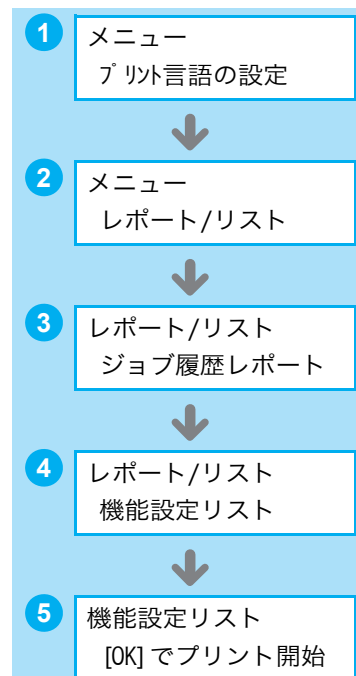 1
メニュー
プリント言語の設定
2
メニュー
レポート/リスト
3
レポート/リスト
ジョブ履歴レポート
4
レポート/リスト
機能設定リスト
5
機能設定リスト
[OK]でプリント開始